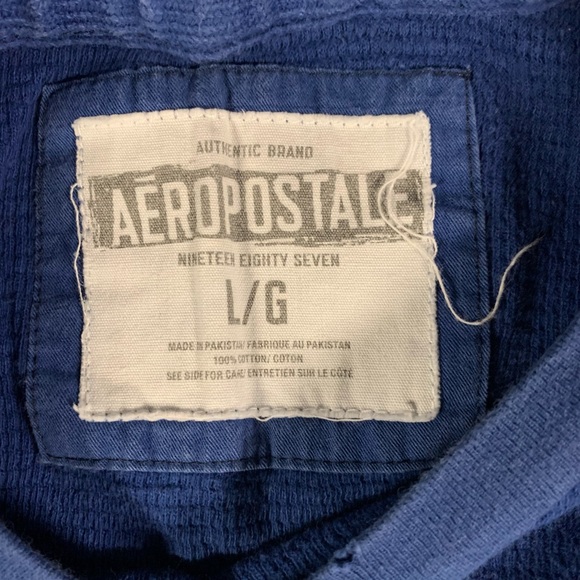 AUTHENTIC BRAND
AÉROPOSTALE
NINETEEN EIGHTY SEVEN
L/G
MADE IN PAKISTAN/FABRIQUE AU PAKISTAN
100% COTTON/COTON
SEE SIDE FOR CARE/ENTRETIEN SUR LE CÔTÉ